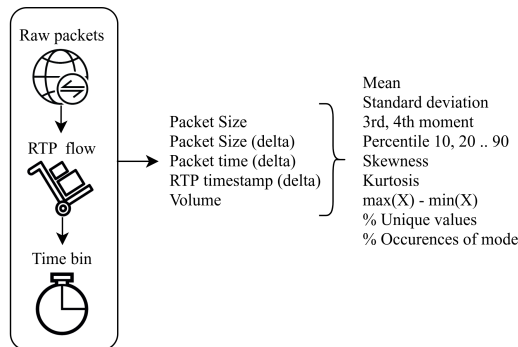 Raw packets
RTP flow
Time bin
Packet Size
Packet Size (delta)
Packet time (delta)
RTP timestamp (delta)
Volume
Mean
Standard deviation
3rd, 4th moment
Percentile 10, 20 .. 90
Skewness
Kurtosis
max(X) - min(X)
% Unique values
% Occurences of mode